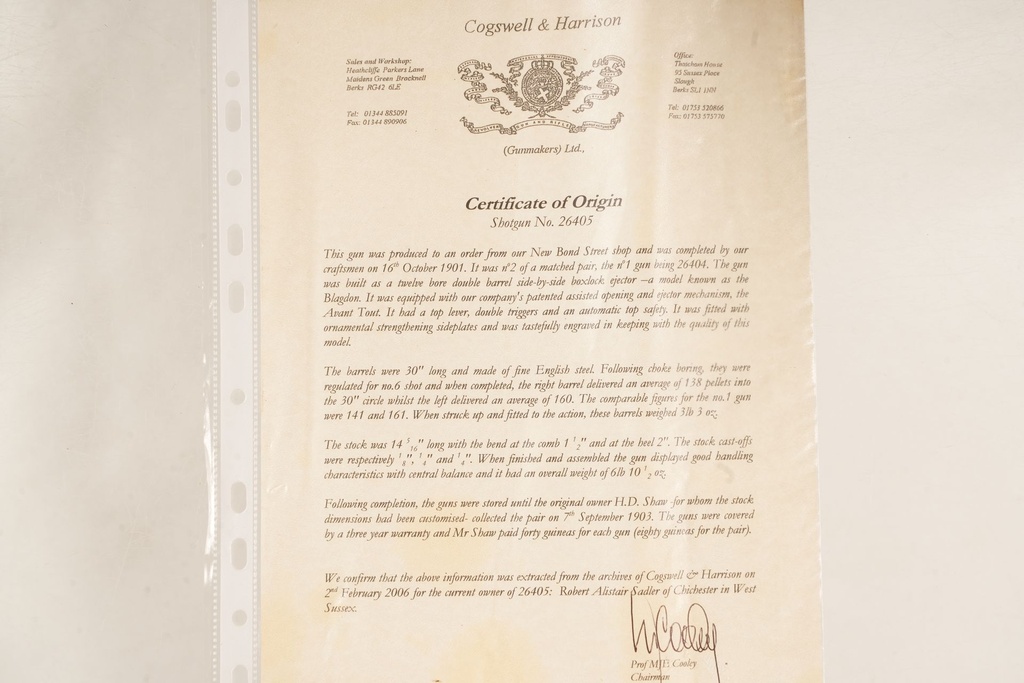 Cogswell & Harrison
Sales and Workshop:
Heathcliffe Parkers Lane
Maidens Green Bracknell
Berks RG42 6LE
Tel: 01344 885091
Fax: 01344 890906
Office:
Thatcham House
95 Sussex Place
Slough
Berks SL1 1NN
Tel: 01753 520866
Fax: 01753 575770
GUN AND RIFLE
(Gunmakers) Ltd.,
Certificate of Origin
Shotgun No. 26405
This gun was produced to an order from our New Bond Street shop and was completed by our
craftsmen on 16th October 1901. It was nº2 of a matched pair, the nº1 gun being 26404. The gun
was built as a twelve bore double barrel side-by-side boxlock ejector –a model known as the
Blagdon. It was equipped with our company's patented assisted opening and ejector mechanism, the
Avant Tout. It had a top lever, double triggers and an automatic top safety. It was fitted with
ornamental strengthening sideplates and was tastefully engraved in keeping with the quality of this
model.
The barrels were 30" long and made of fine English steel. Following choke boring, they were
regulated for no.6 shot and when completed, the right barrel delivered an average of 138 pellets into
the 30" circle whilst the left delivered an average of 160. The comparable figures for the no.1 gun
were 141 and 161. When struck up and fitted to the action, these barrels weighed 3lb 3 oz.
The stock was 14 5/16" long with the bend at the comb 1 1/2" and at the heel 2". The stock cast-offs
were respectively 1/8", 1/4" and 1/4". When finished and assembled the gun displayed good handling
characteristics with central balance and it had an overall weight of 6lb 10 1/2 oz.
Following completion, the guns were stored until the original owner H.D. Shaw -for whom the stock
dimensions had been customised- collected the pair on 7th September 1903. The guns were covered
by a three year warranty and Mr Shaw paid forty guineas for each gun (eighty guineas for the pair).
We confirm that the above information was extracted from the archives of Cogswell & Harrison on
2nd February 2006 for the current owner of 26405: Robert Alistair Sadler of Chichester in West
Sussex.
Prof M.J.E. Cooley
Chairman